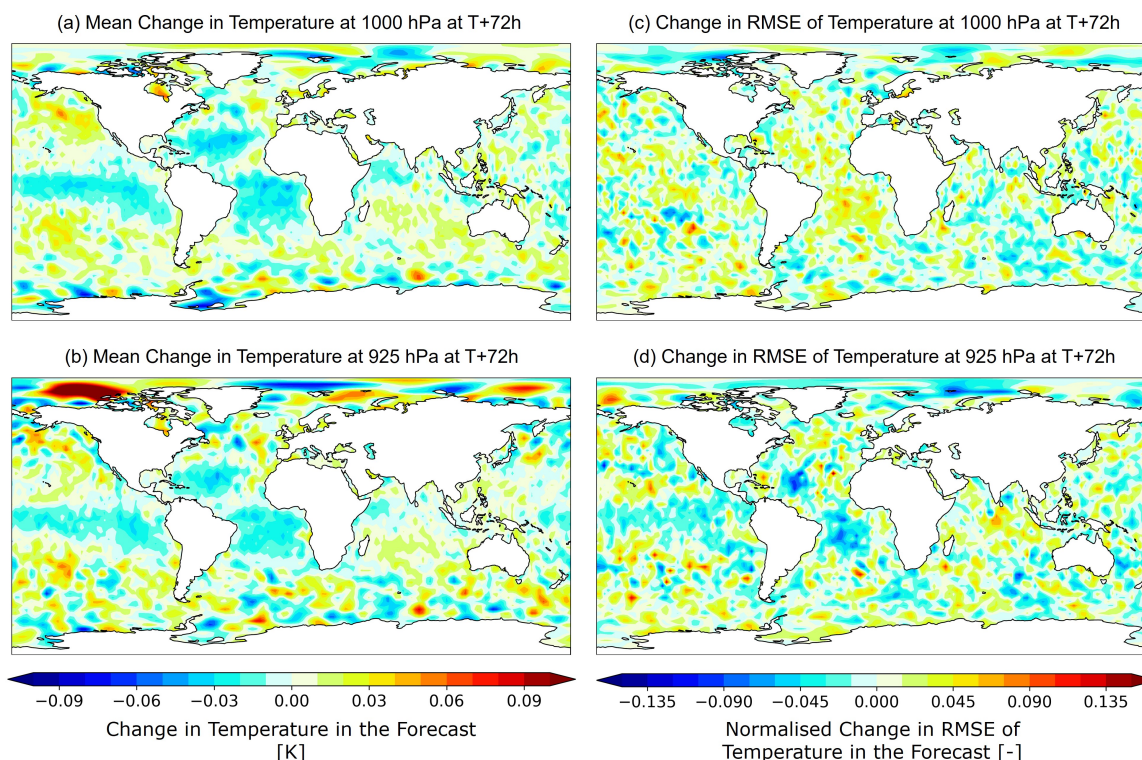 (a) Mean Change in Temperature at 1000 hPa at T+72h
(c) Change in RMSE of Temperature at 1000 hPa at T+72h
(b) Mean Change in Temperature at 925 hPa at T+72h
(d) Change in RMSE of Temperature at 925 hPa at T+72h
−0.09 −0.06 −0.03 0.00 0.03 0.06 0.09
Change in Temperature in the Forecast
[K]
−0.135 −0.090 −0.045 0.000 0.045 0.090 0.135
Normalised Change in RMSE of
Temperature in the Forecast [-]